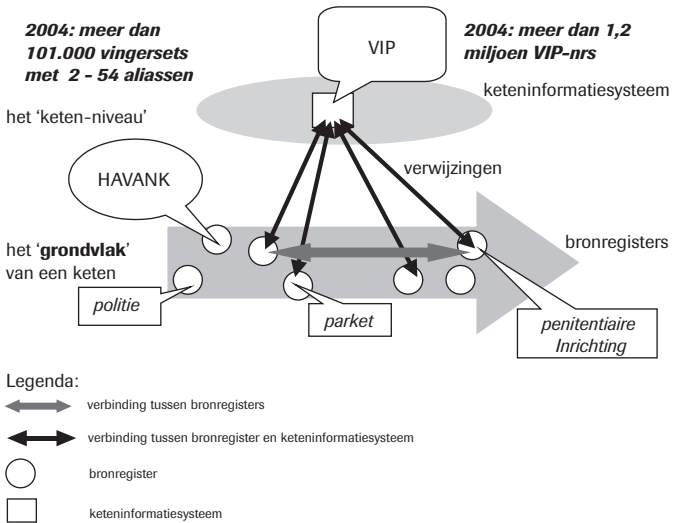 2004: meer dan
101.000 vingersets
met 2 - 54 aliassen
VIP
2004: meer dan 1,2
miljoen VIP-nrs
keteninformatiesysteem
het ‘keten-niveau’
verwijzingen
HAVANK
het ‘grondvlak’
van een keten
bronregisters
politie
parket
penitentiaire
Inrichting
Legenda:
verbinding tussen bronregisters
verbinding tussen bronregister en keteninformatiesysteem
bronregister
keteninformatiesysteem